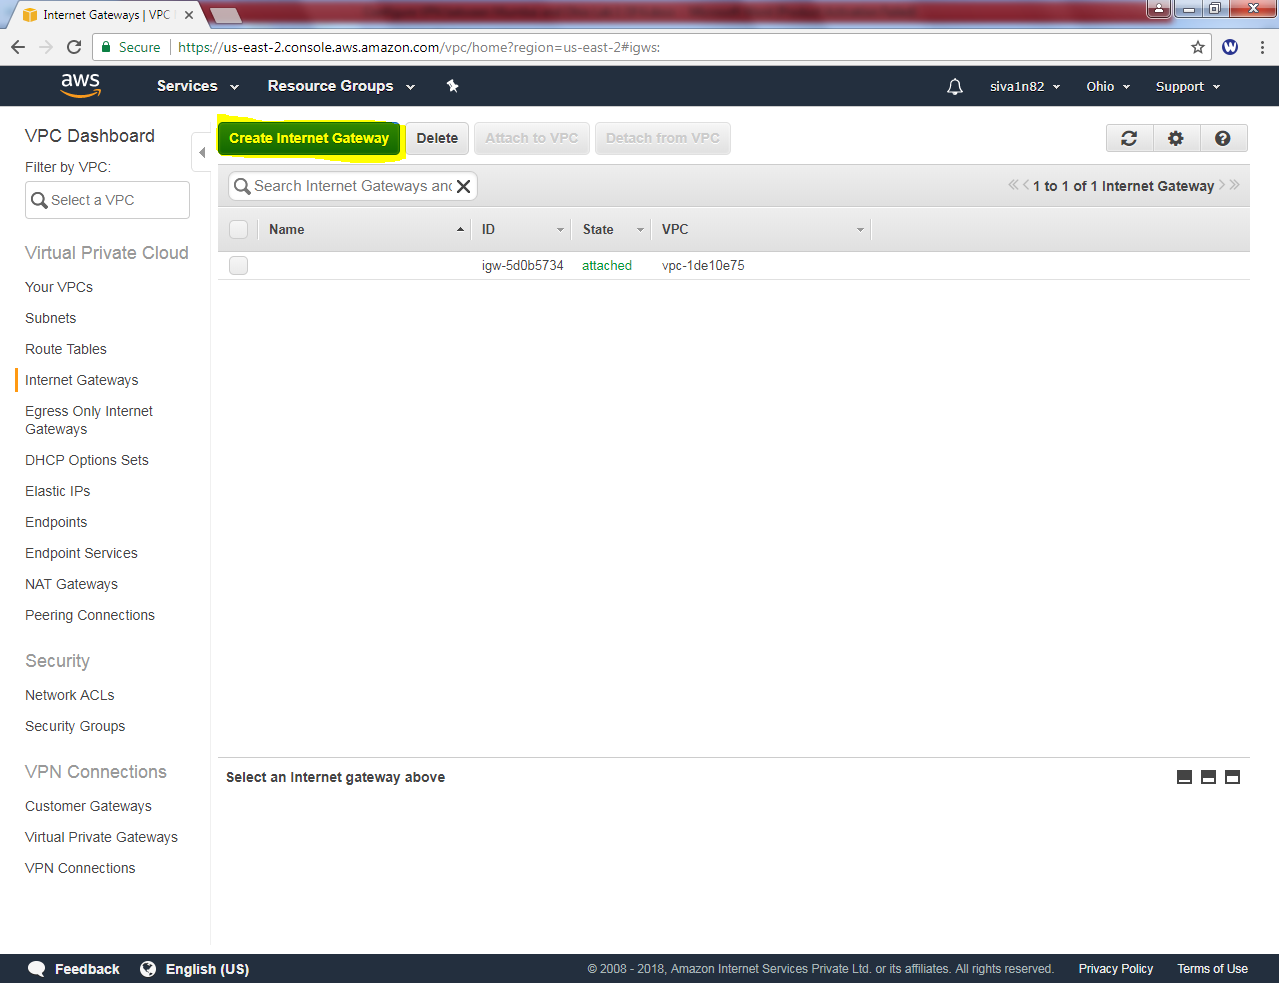 Internet Gateways | VPC
Secure
https://us-east-2.console.aws.amazon.com/vpc/home?region=us-east-2#igws:
W
aws
Services
Resource Groups
siva1n82
Ohio
Support
VPC Dashboard
Filter by VPC:
Select a VPC
Virtual Private Cloud
Your VPCs
Subnets
Route Tables
Internet Gateways
Egress Only Internet
Gateways
DHCP Options Sets
Elastic IPs
Endpoints
Endpoint Services
NAT Gateways
Peering Connections
Security
Network ACLs
Security Groups
VPN Connections
Customer Gateways
Virtual Private Gateways
VPN Connections
Create Internet Gateway
Delete
Attach to VPC
Detach from VPC
Search Internet Gateways and
1 to 1 of 1 Internet Gateway
Name ID State VPC
igw-5d0b5734 attached vpc-1de10e75
Select an internet gateway above
Feedback
English (US)
© 2008 - 2018, Amazon Internet Services Private Ltd. or its affiliates. All rights reserved.
Privacy Policy
Terms of Use